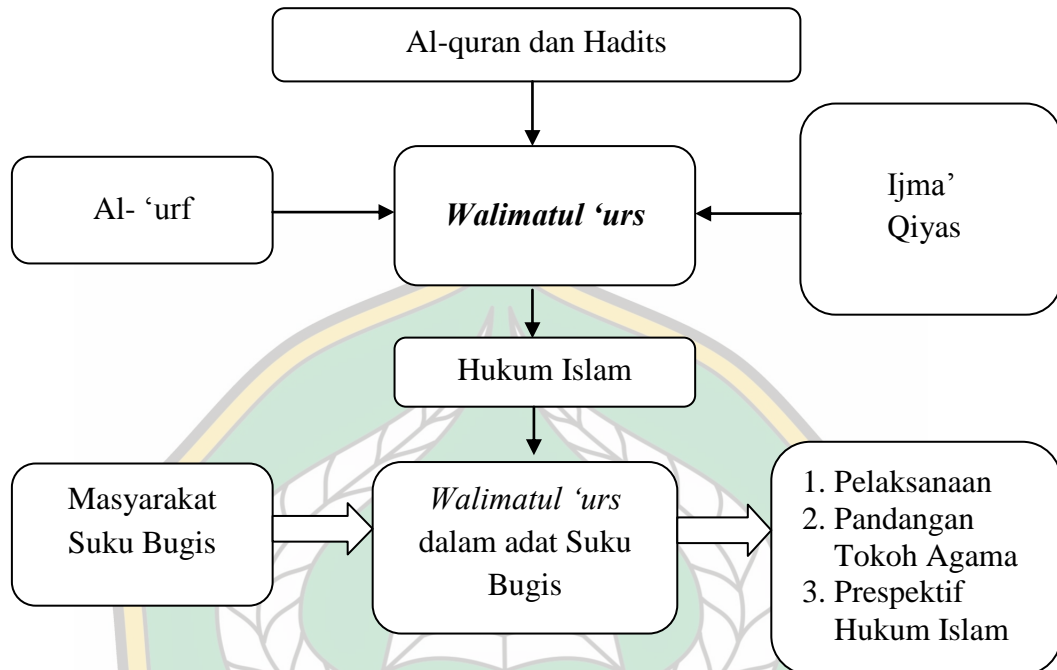 Al-quran dan Hadits
Al- ‘urf
Walimatul ‘urs
Ijma’
Qiyas
Hukum Islam
Masyarakat
Suku Bugis
Walimatul ‘urs
dalam adat Suku
Bugis
1. Pelaksanaan
2. Pandangan
Tokoh Agama
3. Prespektif
Hukum Islam